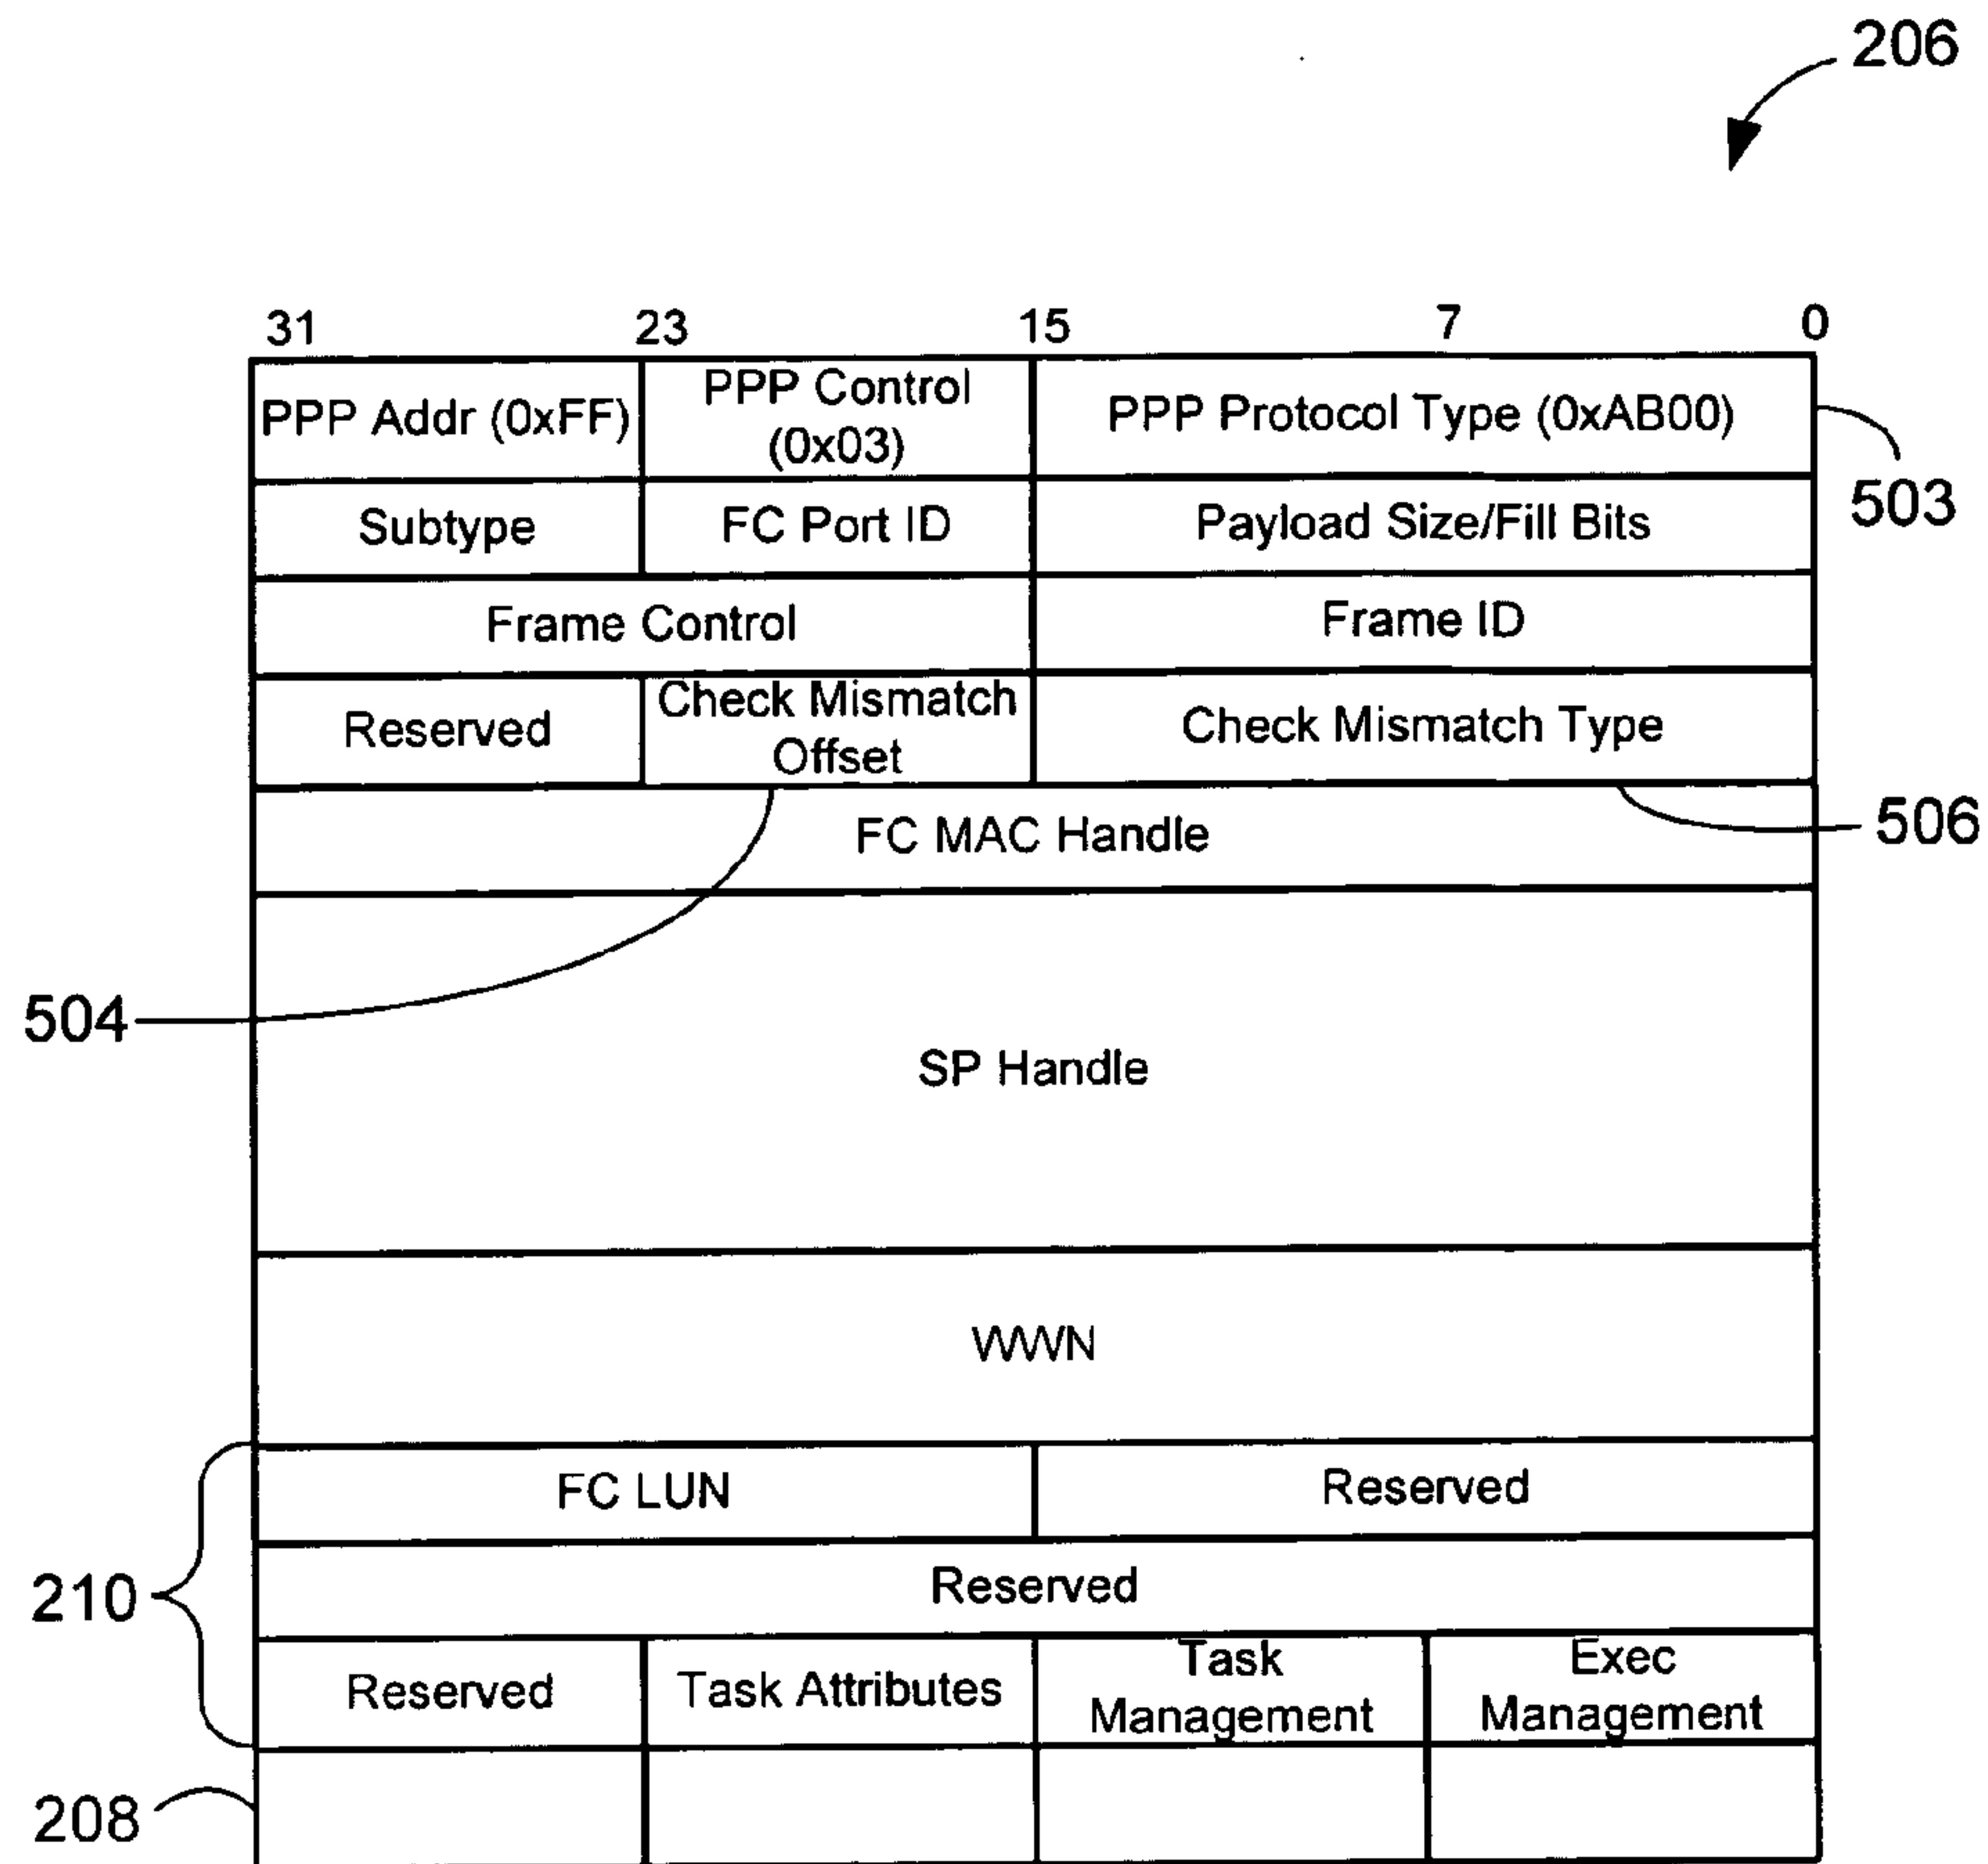 206
31 23 15 7 0
PPP Addr (0xFF)
PPP Control
(0x03)
PPP Protocol Type (0xAB00)
503
Subtype
FC Port ID
Payload Size/Fill Bits
Frame Control
Frame ID
Reserved
Check Mismatch
Offset
Check Mismatch Type
506
FC MAC Handle
504
SP Handle
WWN
210
FC LUN
Reserved
Reserved
Reserved
Task Attributes
Task
Management
Exec
Management
208